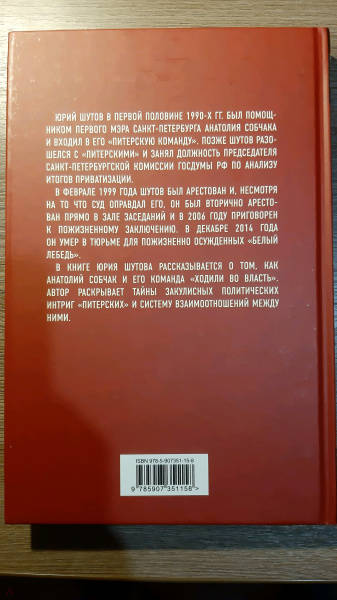 ЮРИЙ ШУТОВ В ПЕРВОЙ ПОЛОВИНЕ 1990-Х ГГ. БЫЛ ПОМОЩ-
НИКОМ ПЕРВОГО МЭРА САНКТ-ПЕТЕРБУРГА АНАТОЛИЯ СОБЧАКА
И ВХОДИЛ В ЕГО «ПИТЕРСКУЮ КОМАНДУ». ПОЗЖЕ ШУТОВ РАЗО-
ШЕЛСЯ С «ПИТЕРСКИМИ» И ЗАНЯЛ ДОЛЖНОСТЬ ПРЕДСЕДАТЕЛЯ
САНКТ-ПЕТЕРБУРГСКОЙ КОМИССИИ ГОСДУМЫ РФ ПО АНАЛИЗУ
ИТОГОВ ПРИВАТИЗАЦИИ.
В ФЕВРАЛЕ 1999 ГОДА ШУТОВ БЫЛ АРЕСТОВАН И, НЕСМОТРЯ
НА ТО ЧТО СУД ОПРАВДАЛ ЕГО, ОН БЫЛ ВТОРИЧНО АРЕСТО-
ВАН ПРЯМО В ЗАЛЕ ЗАСЕДАНИЙ И В 2006 ГОДУ ПРИГОВОРЕН
К ПОЖИЗНЕННОМУ ЗАКЛЮЧЕНИЮ. В ДЕКАБРЕ 2014 ГОДА
ОН УМЕР В ТЮРЬМЕ ДЛЯ ПОЖИЗНЕННО ОСУЖДЕННЫХ «БЕЛЫЙ
ЛЕБЕДЬ».
В КНИГЕ ЮРИЯ ШУТОВА РАССКАЗЫВАЕТСЯ О ТОМ, КАК
АНАТОЛИЙ СОБЧАК И ЕГО КОМАНДА «ХОДИЛИ ВО ВЛАСТЬ».
АВТОР РАСКРЫВАЕТ ТАЙНЫ ЗАКУЛИСНЫХ ПОЛИТИЧЕСКИХ
ИНТРИГ «ПИТЕРСКИХ» И СИСТЕМУ ВЗАИМООТНОШЕНИЙ МЕЖДУ
НИМИ.
ISBN 978-5-907351-15-8
9 785907 351158 >